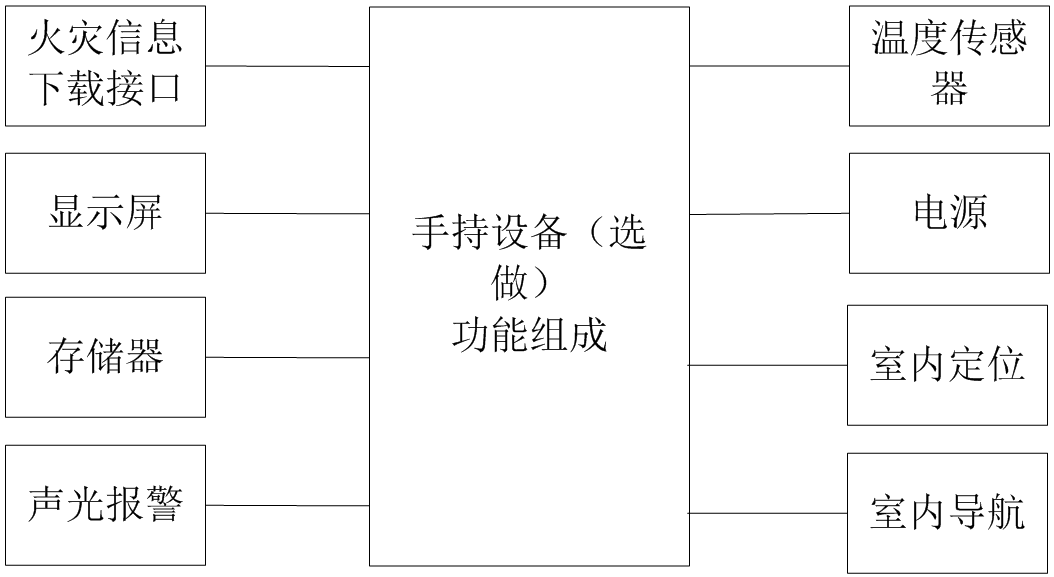 火灾信息
下载接口
显示屏
存储器
声光报警
手持设备（选
做）
功能组成
温度传感
器
电源
室内定位
室内导航